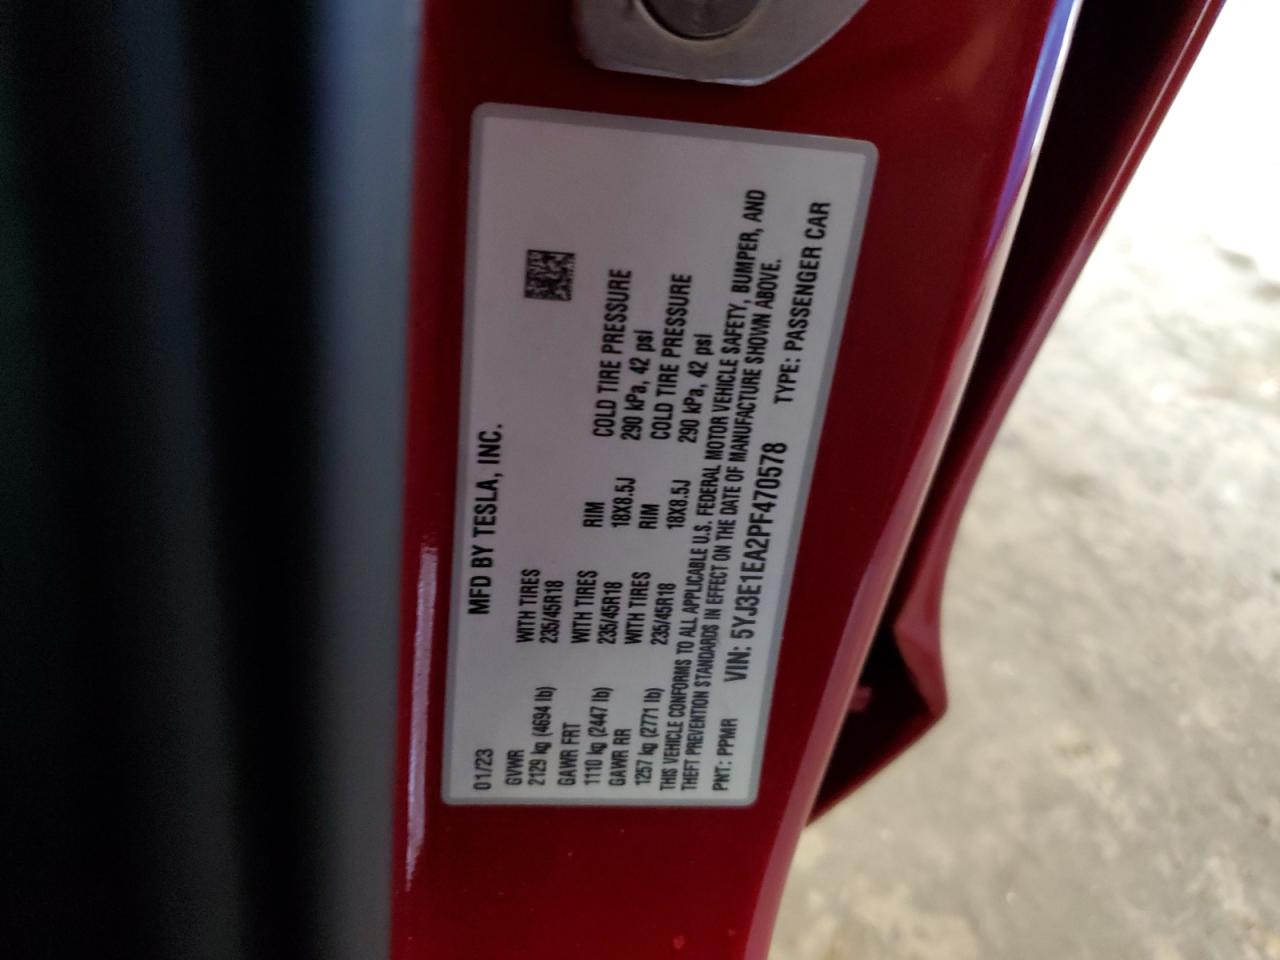 01/23 MFD BY TESLA, INC.
GVWR WITH TIRES
2129 kg (4694 lb) 235/45R18
GAWR FRT WITH TIRES RIM COLD TIRE PRESSURE
1110 kg (2447 lb) 235/45R18 18X8.5J 290 kPa, 42 psi
GAWR RR WITH TIRES RIM COLD TIRE PRESSURE
1257 kg (2771 lb) 235/45R18 18X8.5J 290 kPa, 42 psi
THIS VEHICLE CONFORMS TO ALL APPLICABLE U.S. FEDERAL MOTOR VEHICLE SAFETY, BUMPER, AND
THEFT PREVENTION STANDARDS IN EFFECT ON THE DATE OF MANUFACTURE SHOWN ABOVE.
PNT: PPMR VIN: 5YJ3E1EA2PF470578 TYPE: PASSENGER CAR